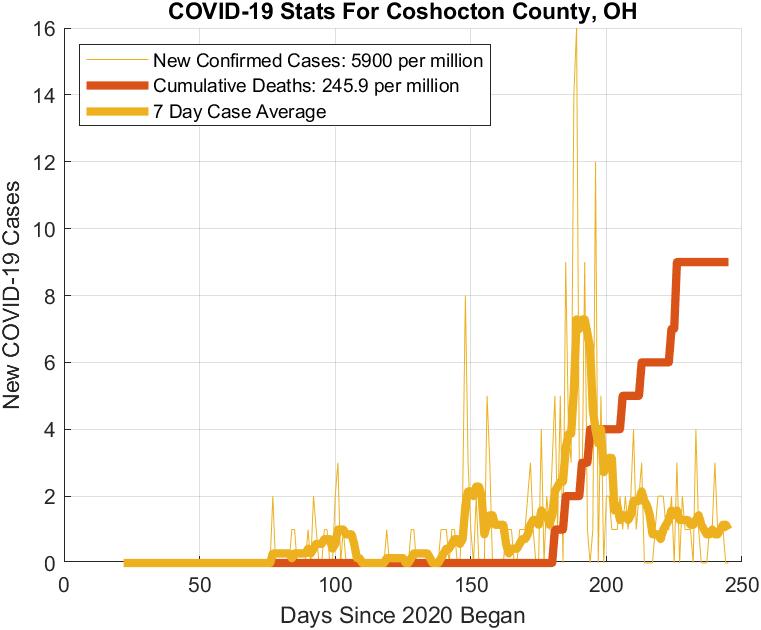 COVID-19 Stats For Coshocton County, OH
New Confirmed Cases: 5900 per million
Cumulative Deaths: 245.9 per million
7 Day Case Average
New COVID-19 Cases
16
14
12
10
8
6
4
2
0
0 50 100 150 200 250
Days Since 2020 Began